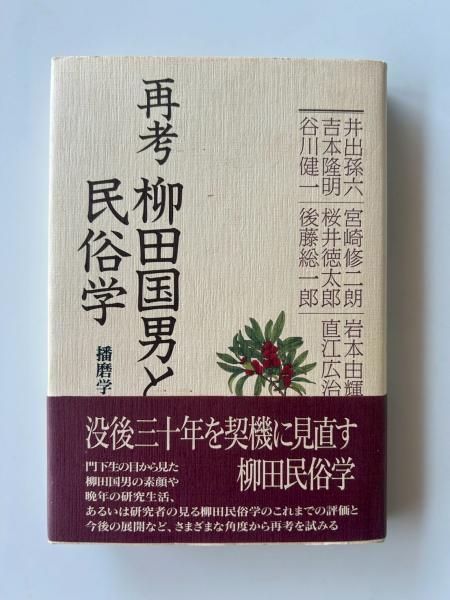 井出孫六 宮崎修二朗 岩本由輝
吉本隆明 桜井徳太郎 直江広治
谷川健一 後藤総一郎
再考 柳田国男と
民俗学
播磨学
没後三十年を契機に見直す
柳田民俗学
門下生の目から見た
柳田国男の素顔や
晩年の研究生活、
あるいは研究者の見る柳田民俗学のこれまでの評価と
今後の展開など、さまざまな角度から再考を試みる